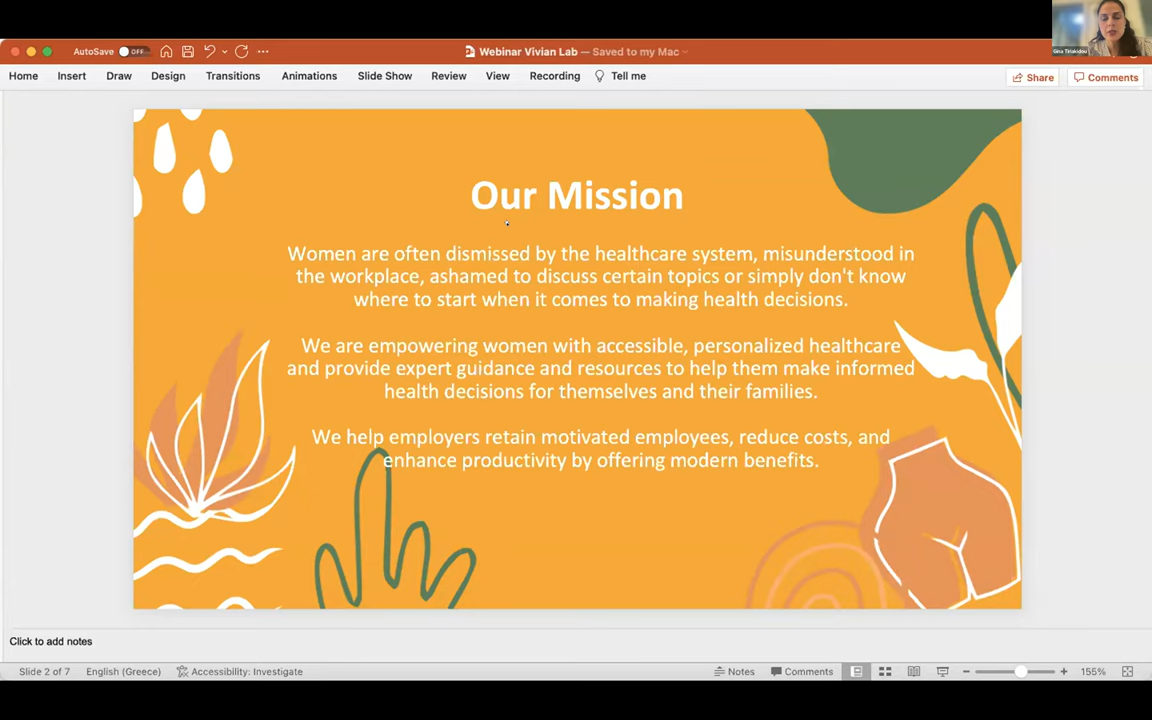 AutoSave OFF
Webinar Vivian Lab — Saved to my Mac
Home Insert Draw Design Transitions Animations Slide Show Review View Recording Tell me
Share Comments
Our Mission
Women are often dismissed by the healthcare system, misunderstood in
the workplace, ashamed to discuss certain topics or simply don't know
where to start when it comes to making health decisions.
We are empowering women with accessible, personalized healthcare
and provide expert guidance and resources to help them make informed
health decisions for themselves and their families.
We help employers retain motivated employees, reduce costs, and
enhance productivity by offering modern benefits.
Click to add notes
Slide 2 of 7 English (Greece) Accessibility: Investigate Notes Comments 155%